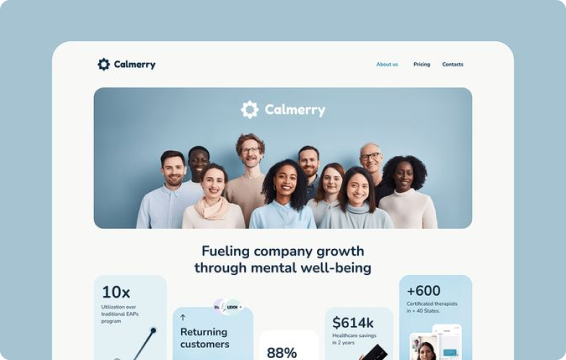 Calmerry
About us
Pricing
Contacts
Calmerry
Fueling company growth
through mental well-being
10x
Utilization over
traditional EAPs
program
Returning
customers
88%
$614k
Healthcare savings
in 2 years
+600
Certificated therapists
in + 40 States.